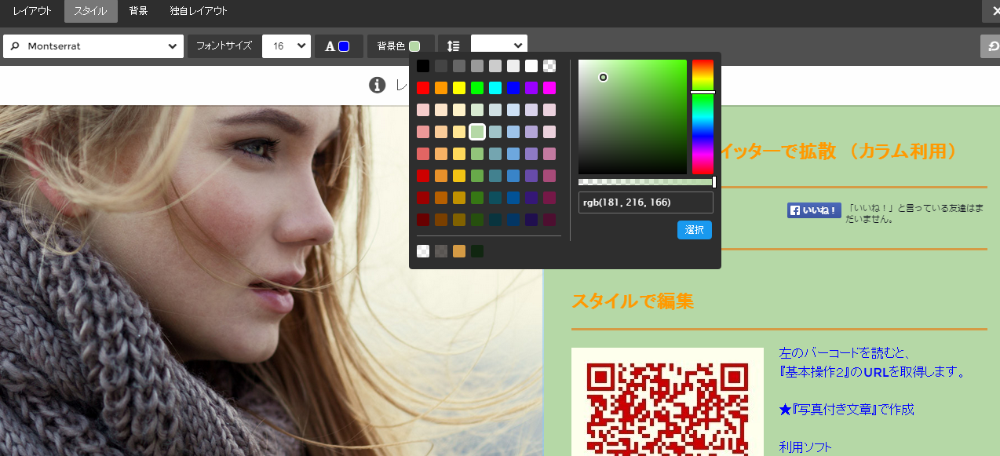 レイアウト スタイル 背景 独自レイアウト
Montserrat フォントサイズ 16 A 背景色
レ
rgb(181, 216, 166)
選択
イッターで拡散 （カラム利用）
いいね！ 「いいね！」と言っている友達はま
だいません。
スタイルで編集
左のバーコードを読むと、
『基本操作2』のURLを取得します。
★『写真付き文章』で作成
利用ソフト